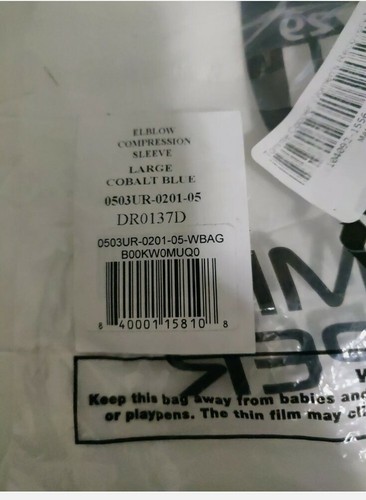 ELBLOW
COMPRESSION
SLEEVE
LARGE
COBALT BLUE
0503UR-0201-05
DR0137D
0503UR-0201-05-WBAG
B00KW0MUQ0
8 40001 15810 8
Keep this bag away from babies and
or playpens. The thin film may cli